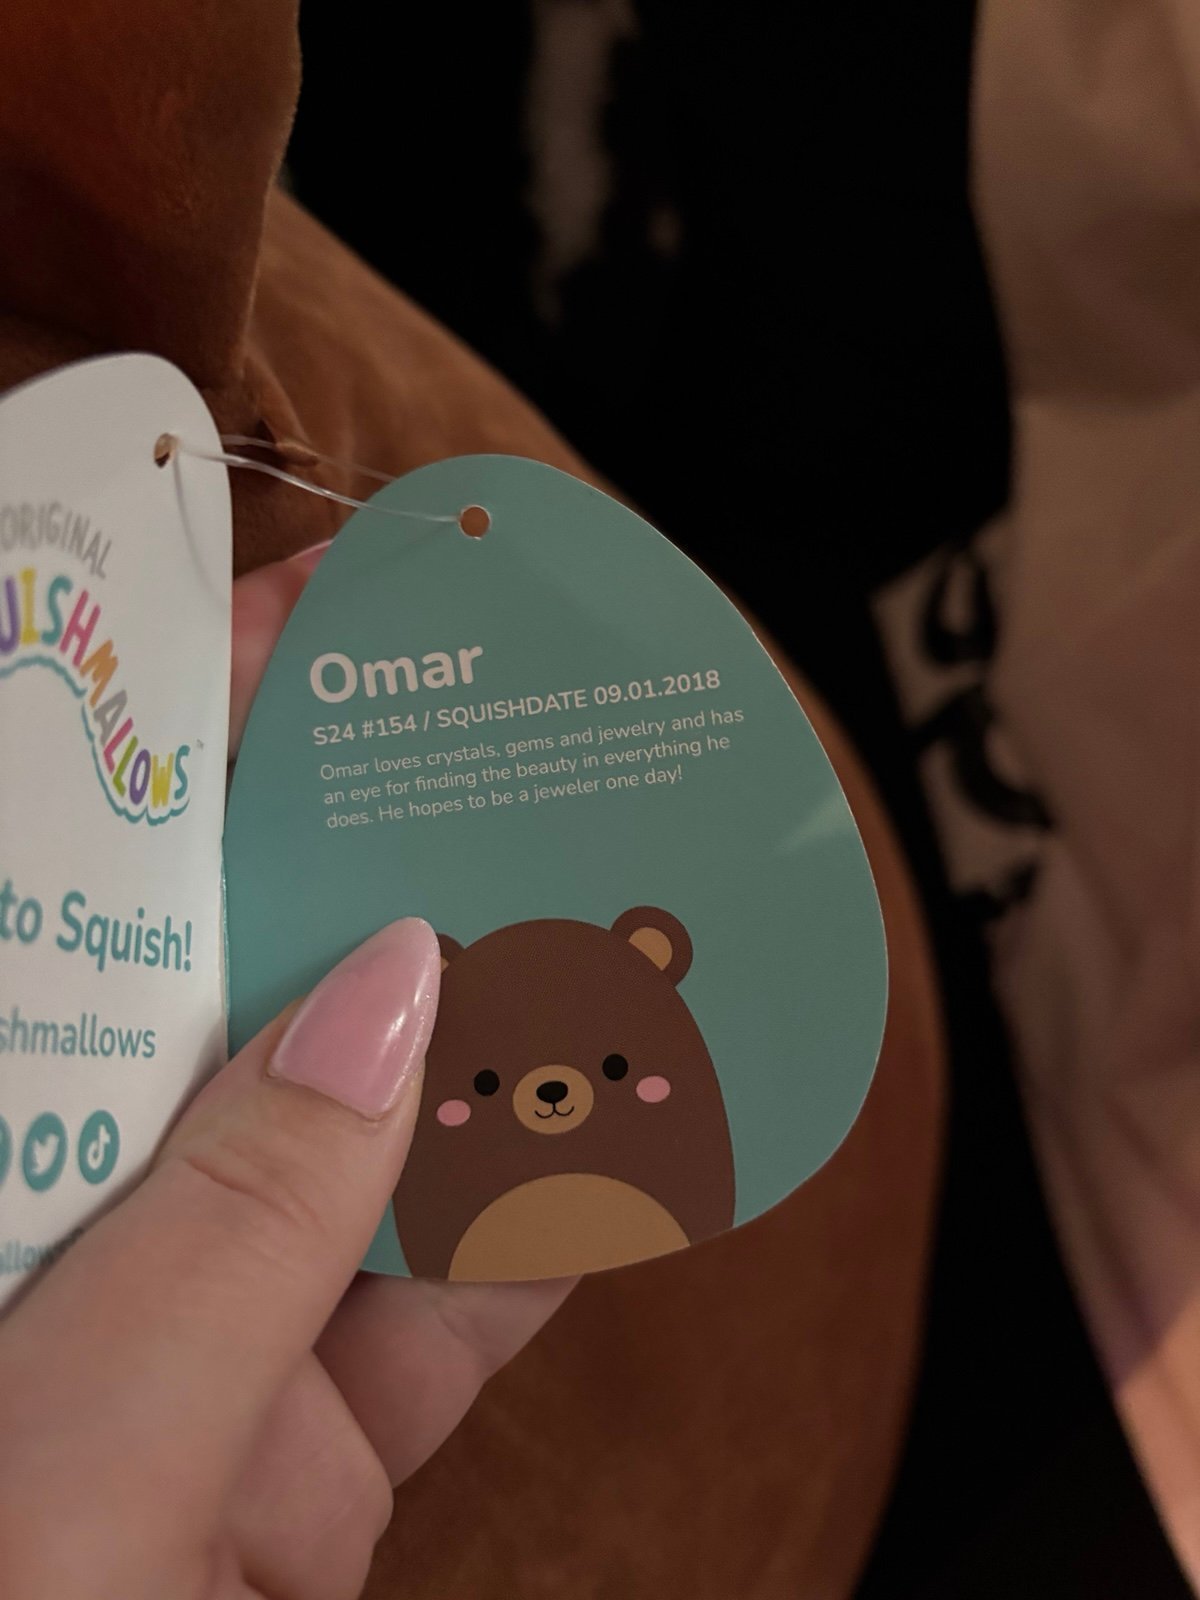 ORIGINAL
UISHMALLOWS
to Squish!
shmallows
Omar
S24 #154 / SQUISHDATE 09.01.2018
Omar loves crystals, gems and jewelry and has
an eye for finding the beauty in everything he
does. He hopes to be a jeweler one day!